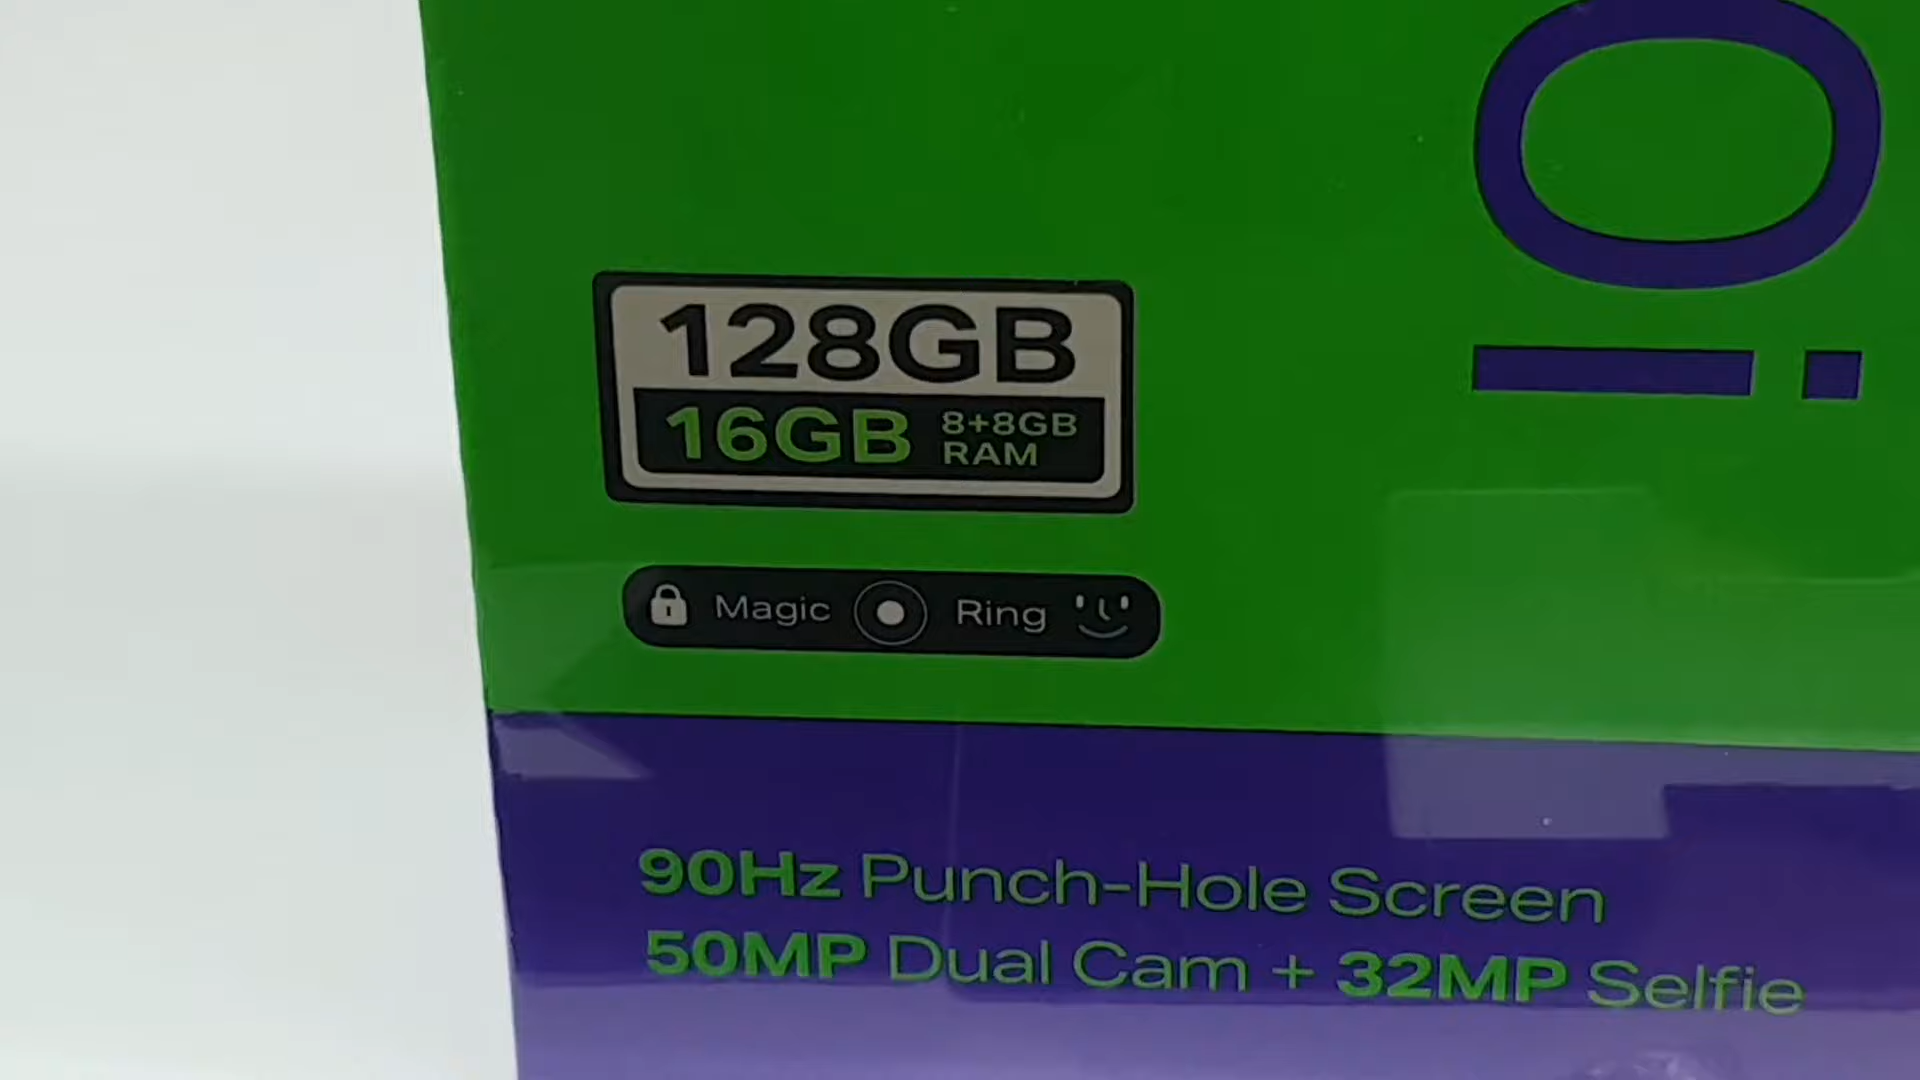 128GB
16GB 8+8GB RAM
Magic Ring
90Hz Punch-Hole Screen
50MP Dual Cam + 32MP Selfie